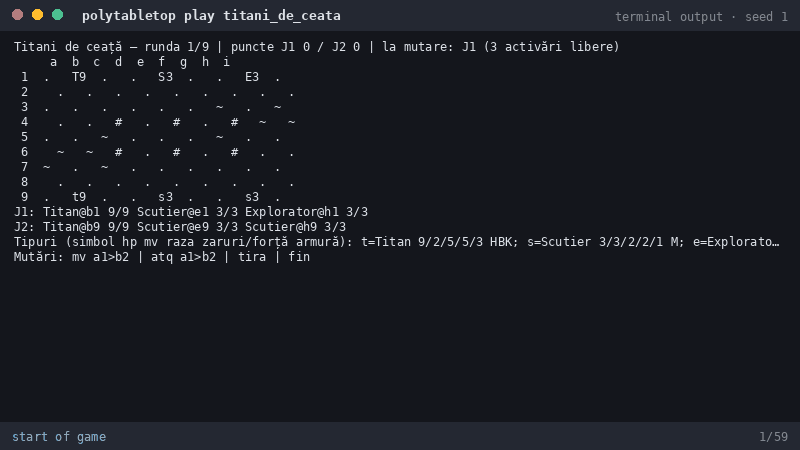 polytabletop play titani_de_ceata
terminal output · seed 1
Titani de ceață — runda 1/9 | puncte J1 0 / J2 0 | la mutare: J1 (3 activări libere)
     a  b  c  d  e  f  g  h  i
 1  .   T9  .   .   S3  .   .   E3  .
 2    .   .   .   .   .   .   .   .   .
 3  .   .   .   .   .   .   ~   .   ~
 4    .   .   #   .   #   .   #   ~   ~
 5  .   .   ~   .   .   .   ~   .   .
 6    ~   ~   #   .   #   .   #   .   .
 7  ~   .   ~   .   .   .   .   .   .
 8    .   .   .   .   .   .   .   .   .
 9  .   t9  .   .   s3  .   .   s3  .
J1: Titan@b1 9/9 Scutier@e1 3/3 Explorator@h1 3/3
J2: Titan@b9 9/9 Scutier@e9 3/3 Scutier@h9 3/3
Tipuri (simbol hp mv raza zaruri/forță armură): t=Titan 9/2/5/5/3 HBK; s=Scutier 3/3/2/2/1 M; e=Explorato…
Mutări: mv a1>b2 | atq a1>b2 | tira | fin
start of game
1/59